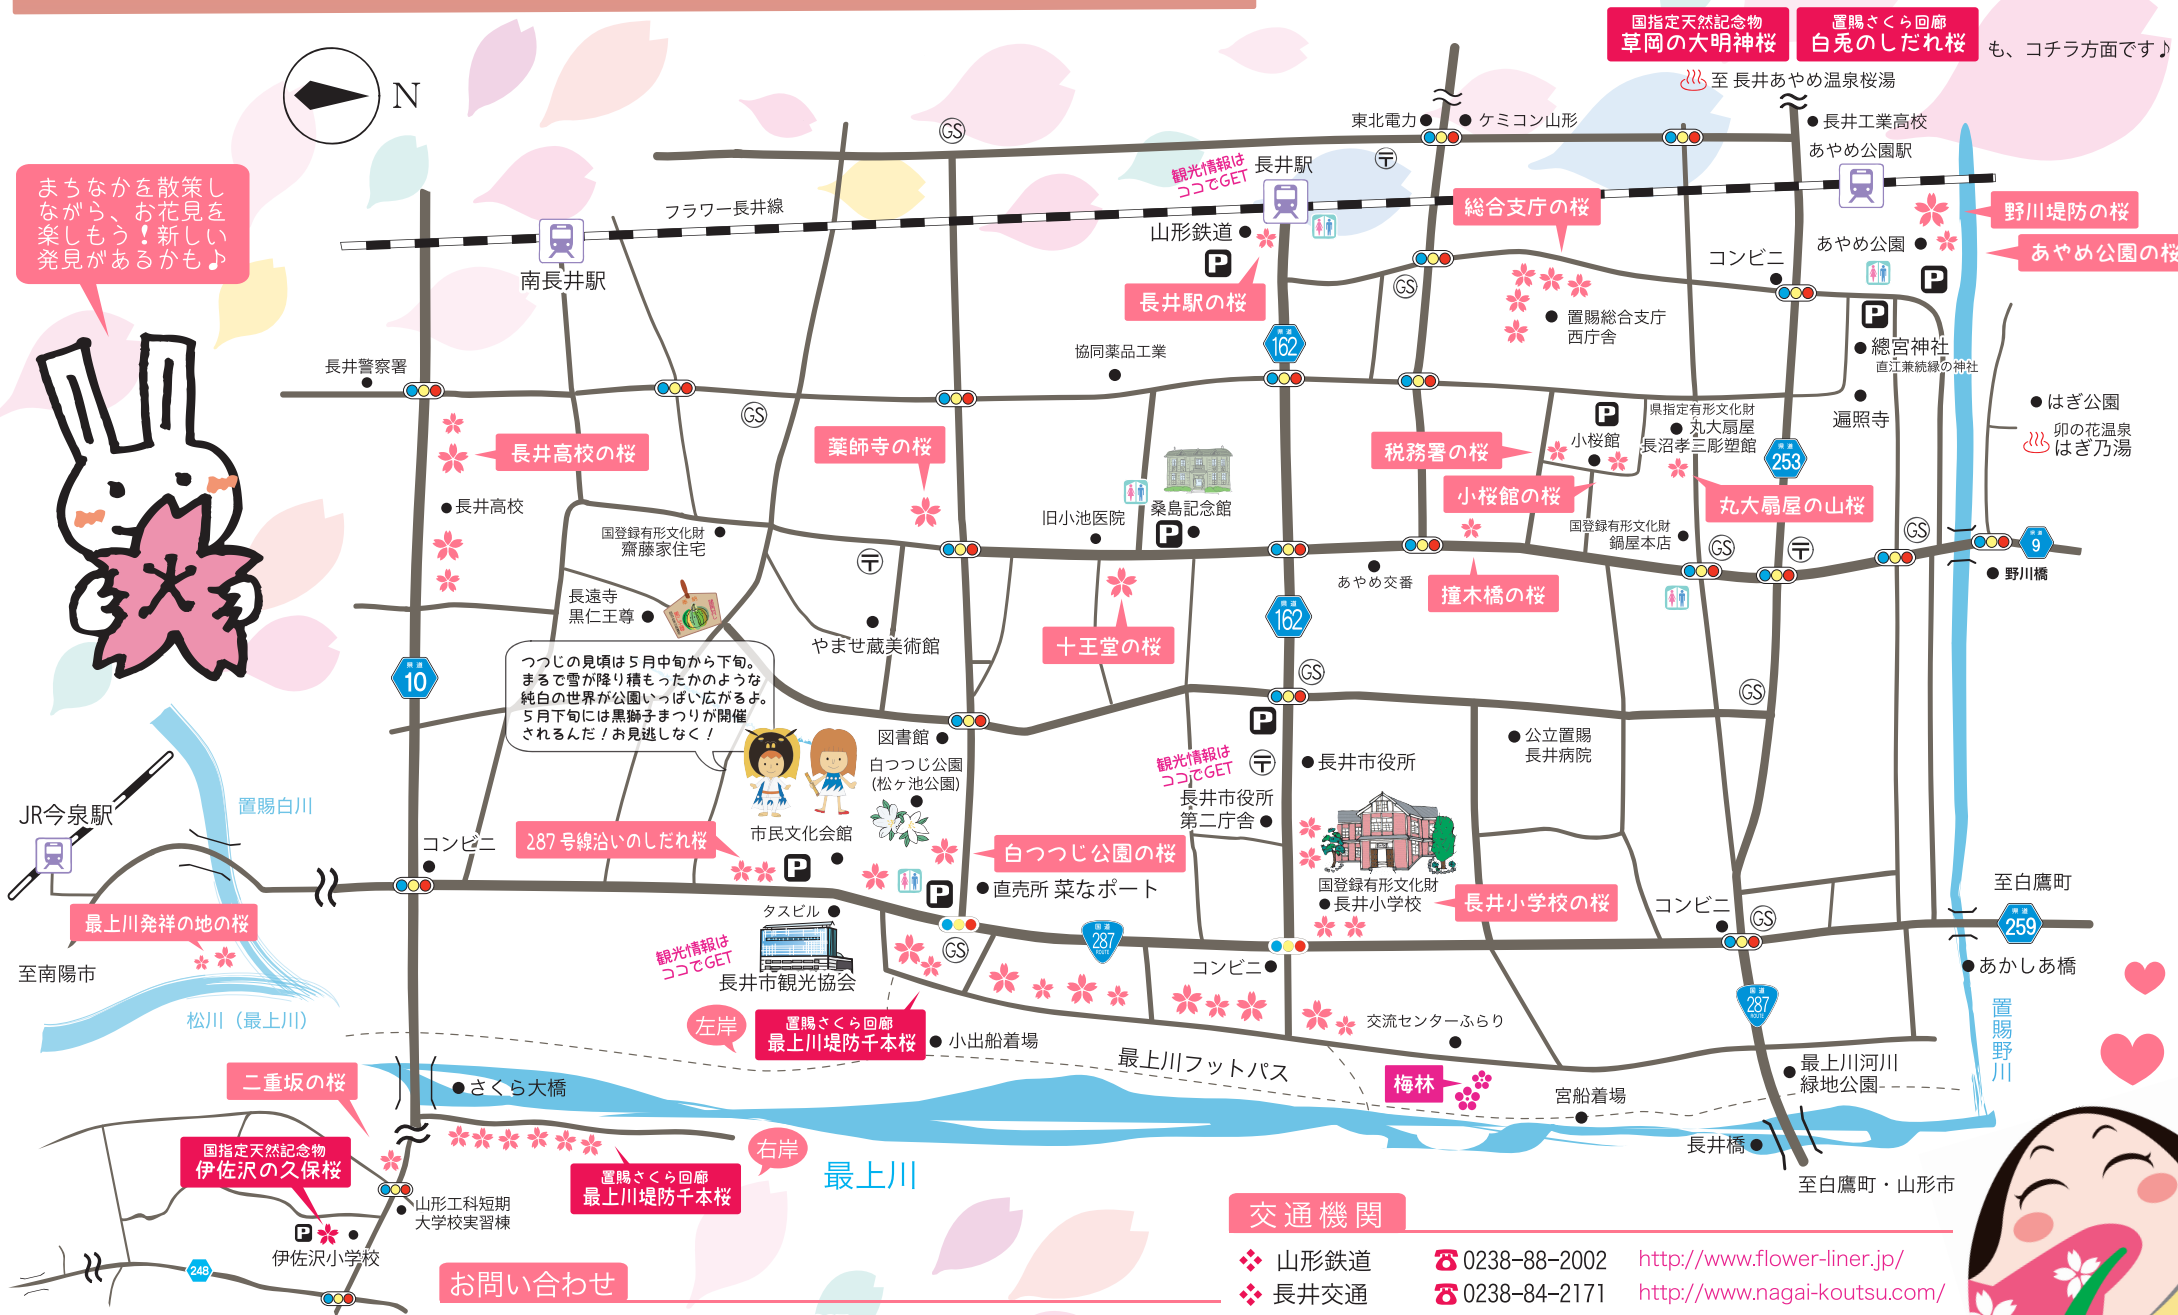 国指定天然記念物
草岡の大明神桜
置賜さくら回廊
白兎のしだれ桜
も、コチラ方面です♪
至 長井あやめ温泉桜湯
N
GS
東北電力
ケミコン山形
長井工業高校
あやめ公園駅
まちなかを散策し
ながら、お花見を
楽しもう！新しい
発見があるかも♪
観光情報は
ココでGET
長井駅
〒
フラワー長井線
総合支庁の桜
野川堤防の桜
山形鉄道
コンビニ
あやめ公園
あやめ公園の桜
南長井駅
P
GS
P
長井駅の桜
置賜総合支庁
西庁舎
P
県道
162
總宮神社
直江兼続縁の神社
長井警察署
協同薬品工業
GS
P
県指定有形文化財
丸大扇屋
長沼孝三彫塑館
遍照寺
はぎ公園
卯の花温泉
はぎ乃湯
長井高校の桜
薬師寺の桜
税務署の桜
小桜館
県道
253
小桜館の桜
丸大扇屋の山桜
長井高校
旧小池医院
桑島記念館
P
国登録有形文化財
齋藤家住宅
国登録有形文化財
鍋屋本店
GS
〒
GS
県道
9
野川橋
〒
あやめ交番
撞木橋の桜
長遠寺
黒仁王尊
やませ蔵美術館
十王堂の桜
県道
162
県道
10
つつじの見頃は５月中旬から下旬。
まるで雪が降り積もったかのような
純白の世界が公園いっぱい広がるよ。
５月下旬には黒獅子まつりが開催
されるんだ！お見逃しなく！
GS
GS
P
図書館
白つつじ公園
(松ヶ池公園)
観光情報は
ココでGET
〒
長井市役所
公立置賜
長井病院
長井市役所
第二庁舎
JR今泉駅
置賜白川
コンビニ
287号線沿いのしだれ桜
市民文化会館
P
白つつじ公園の桜
P
直売所 菜なポート
国登録有形文化財
長井小学校
長井小学校の桜
コンビニ
GS
至白鷹町
県道
259
最上川発祥の地の桜
至南陽市
タスビル
観光情報は
ココでGET
長井市観光協会
GS
国道
287
ROUTE
コンビニ
あかしあ橋
国道
287
ROUTE
松川（最上川）
左岸
置賜さくら回廊
最上川堤防千本桜
小出船着場
交流センターふらり
置賜野川
最上川フットパス
最上川河川
緑地公園
二重坂の桜
さくら大橋
梅林
宮船着場
長井橋
国指定天然記念物
伊佐沢の久保桜
置賜さくら回廊
最上川堤防千本桜
右岸
最上川
至白鷹町・山形市
山形工科短期
大学校実習棟
P
伊佐沢小学校
248
交通機関
山形鉄道
0238-88-2002
http://www.flower-liner.jp/
お問い合わせ
長井交通
0238-84-2171
http://www.nagai-koutsu.com/